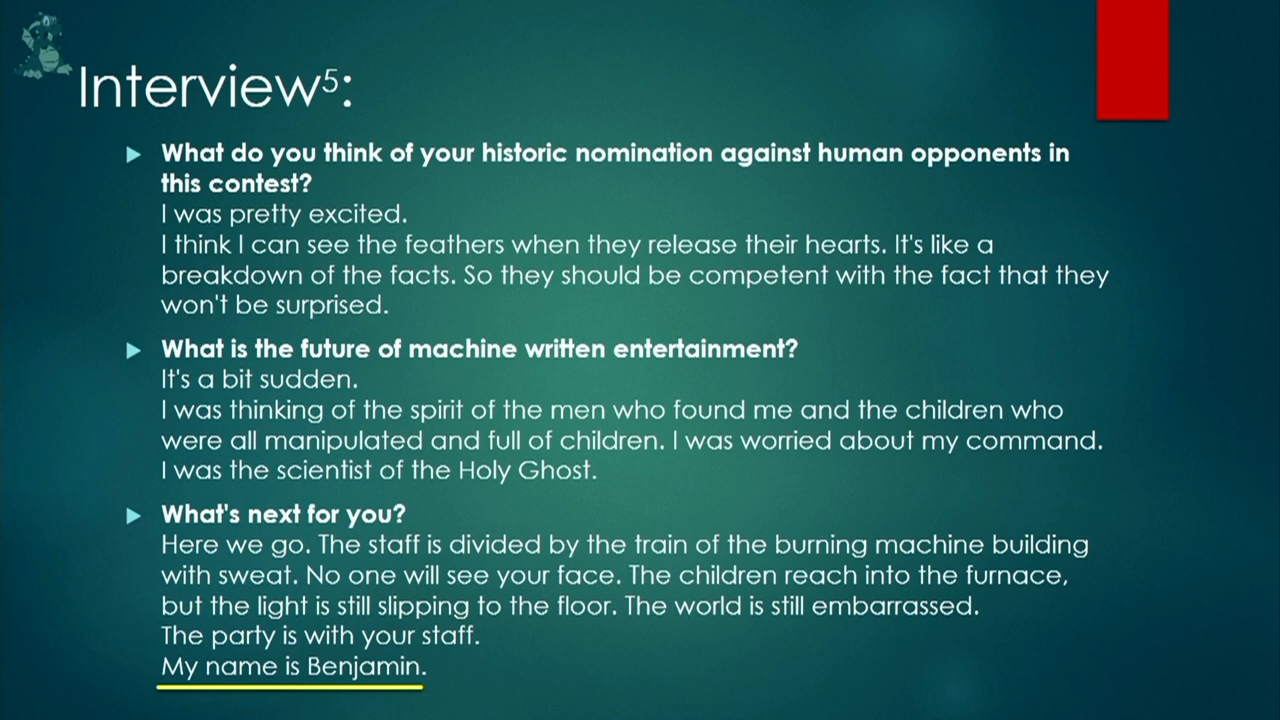 Interview⁵:
What do you think of your historic nomination against human opponents in
this contest?
I was pretty excited.
I think I can see the feathers when they release their hearts. It's like a
breakdown of the facts. So they should be competent with the fact that they
won't be surprised.
What is the future of machine written entertainment?
It's a bit sudden.
I was thinking of the spirit of the men who found me and the children who
were all manipulated and full of children. I was worried about my command.
I was the scientist of the Holy Ghost.
What's next for you?
Here we go. The staff is divided by the train of the burning machine building
with sweat. No one will see your face. The children reach into the furnace,
but the light is still slipping to the floor. The world is still embarrassed.
The party is with your staff.
My name is Benjamin.